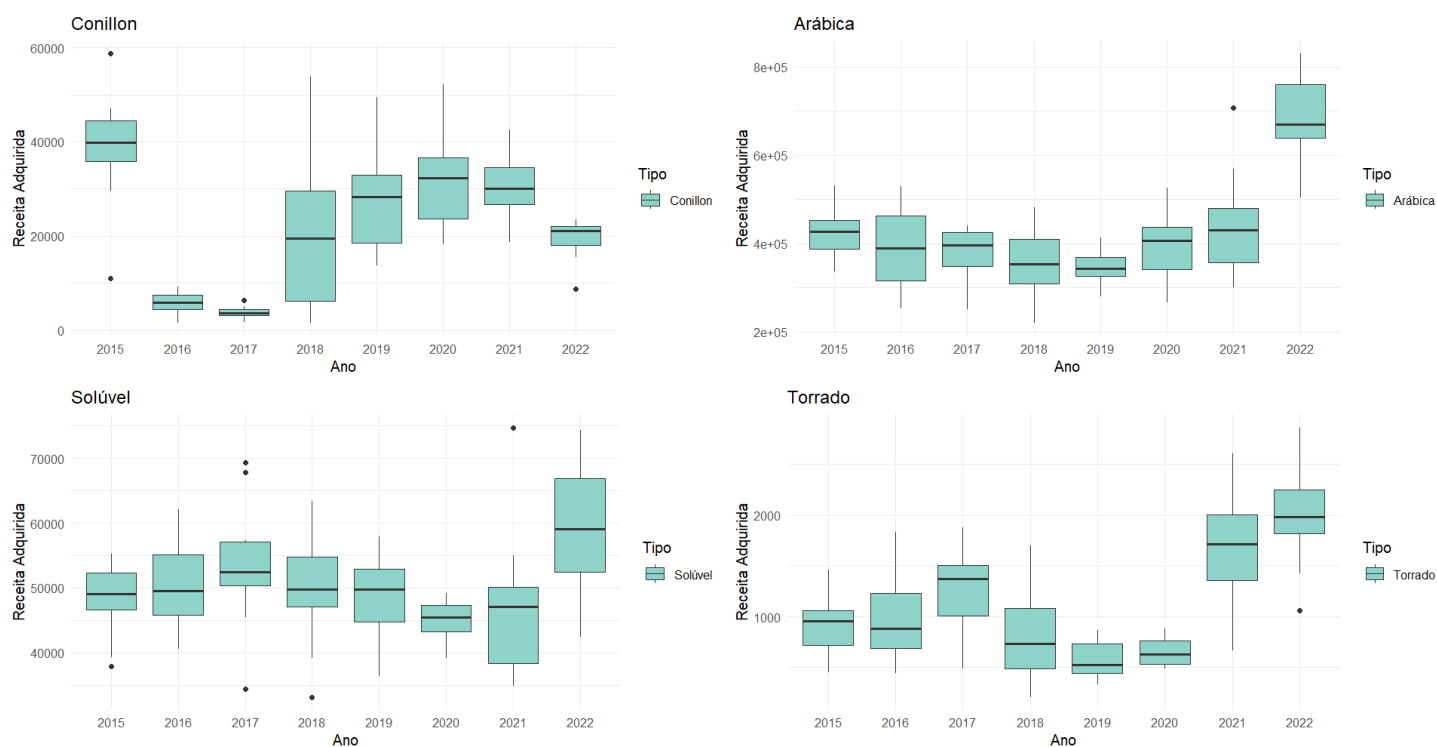 Conillon
60000
40000
20000
0
Receita Adquirida
2015 2016 2017 2018 2019 2020 2021 2022
Ano
Tipo
Conillon
Arábica
8e+05
6e+05
4e+05
2e+05
Receita Adquirida
2015 2016 2017 2018 2019 2020 2021 2022
Ano
Tipo
Arábica
Solúvel
70000
60000
50000
40000
Receita Adquirida
2015 2016 2017 2018 2019 2020 2021 2022
Ano
Tipo
Solúvel
Torrado
2000
1000
Receita Adquirida
2015 2016 2017 2018 2019 2020 2021 2022
Ano
Tipo
Torrado